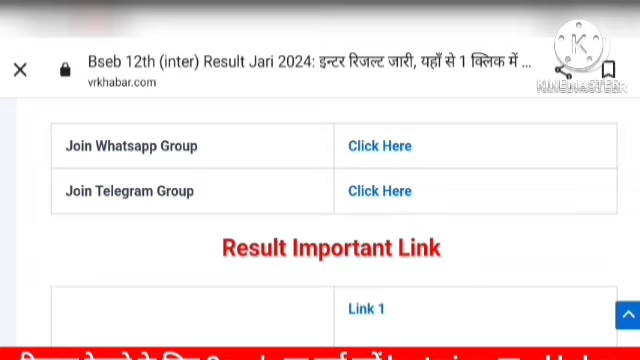 Bseb 12th (inter) Result Jari 2024: इन्टर रिजल्ट जारी, यहाँ से 1 क्लिक में ...
vrkhabar.com
K
KINEMASTER
Join Whatsapp Group Click Here
Join Telegram Group Click Here
Result Important Link
Link 1